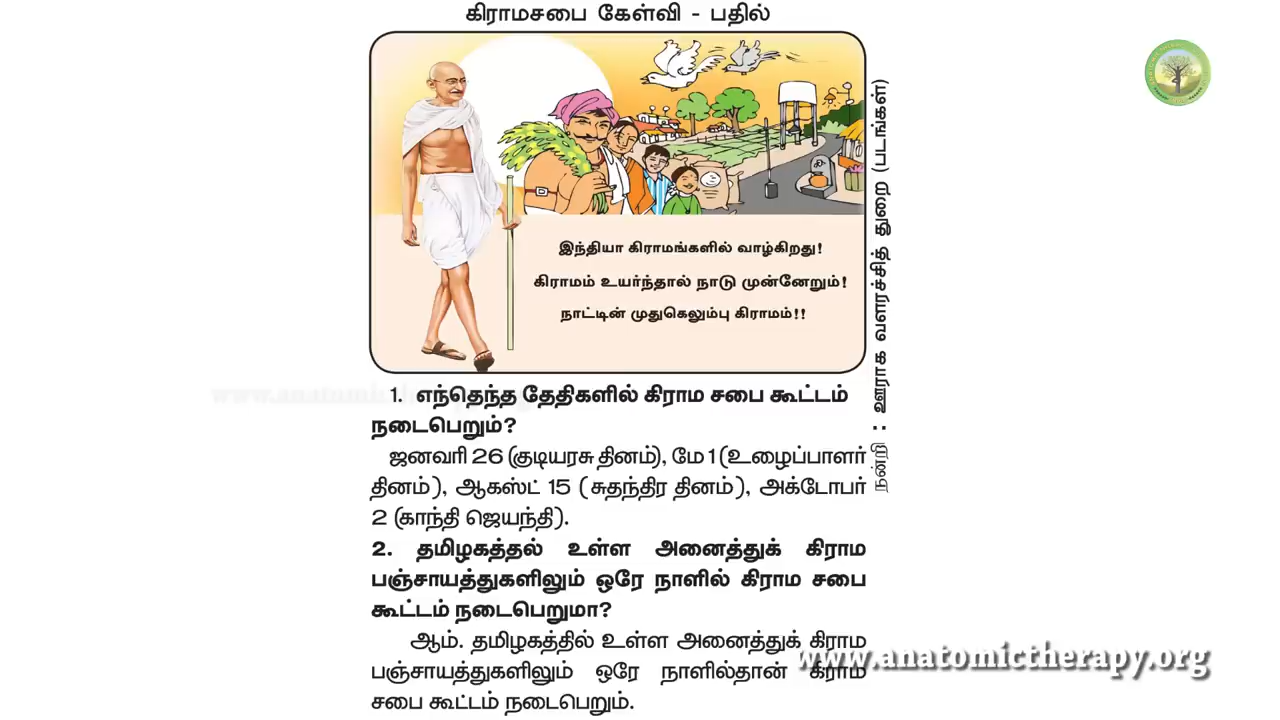 கிராமசபை கேள்வி - பதில்
இந்தியா கிராமங்களில் வாழ்கிறது!
கிராமம் உயர்ந்தால் நாடு முன்னேறும்!
நாட்டின் முதுகெலும்பு கிராமம்!!
நன்றி : ஊராக வளரச்சித் துறை (படங்கள்)
1. எந்தெந்த தேதிகளில் கிராம சபை கூட்டம்
நடைபெறும்?
ஜனவரி 26 (குடியரசு தினம்), மே 1 (உழைப்பாளர்
தினம்), ஆகஸ்ட் 15 (சுதந்திர தினம்), அக்டோபர்
2 (காந்தி ஜெயந்தி).
2. தமிழகத்தல் உள்ள அனைத்துக் கிராம
பஞ்சாயத்துகளிலும் ஒரே நாளில் கிராம சபை
கூட்டம் நடைபெறுமா?
ஆம். தமிழகத்தில் உள்ள அனைத்துக் கிராம
பஞ்சாயத்துகளிலும் ஒரே நாளில்தான் கிராம
சபை கூட்டம் நடைபெறும்.
www.anatomictherapy.org